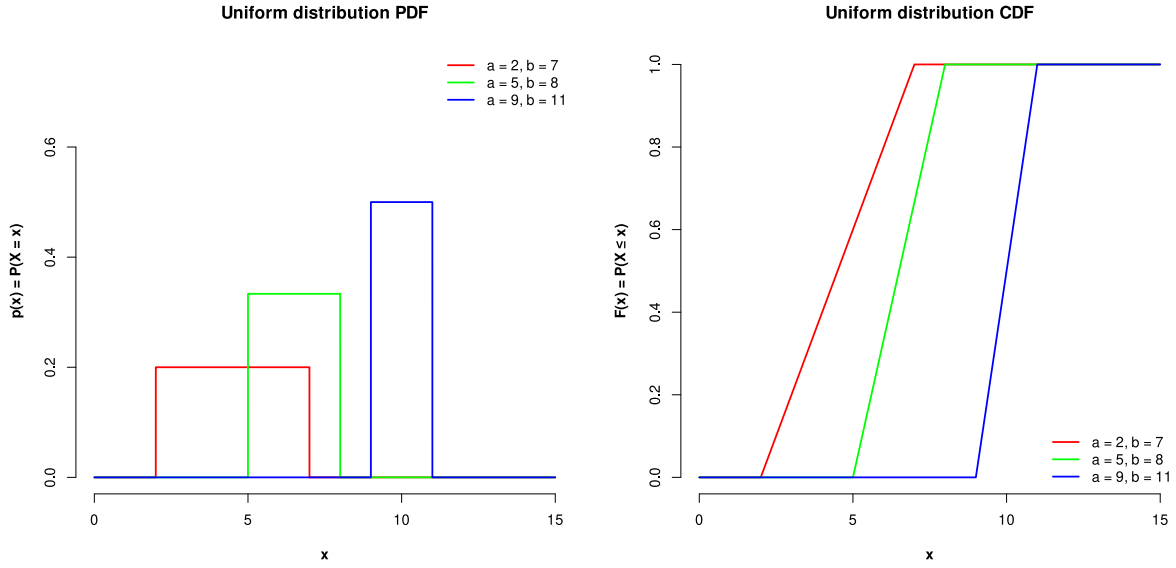 Uniform distribution PDF
a = 2, b = 7
a = 5, b = 8
a = 9, b = 11
p(x) = P(X = x)
0.6
0.4
0.2
0.0
0 5 10 15
x
Uniform distribution CDF
F(x) = P(X ≤ x)
1.0
0.8
0.6
0.4
0.2
0.0
a = 2, b = 7
a = 5, b = 8
a = 9, b = 11
0 5 10 15
x